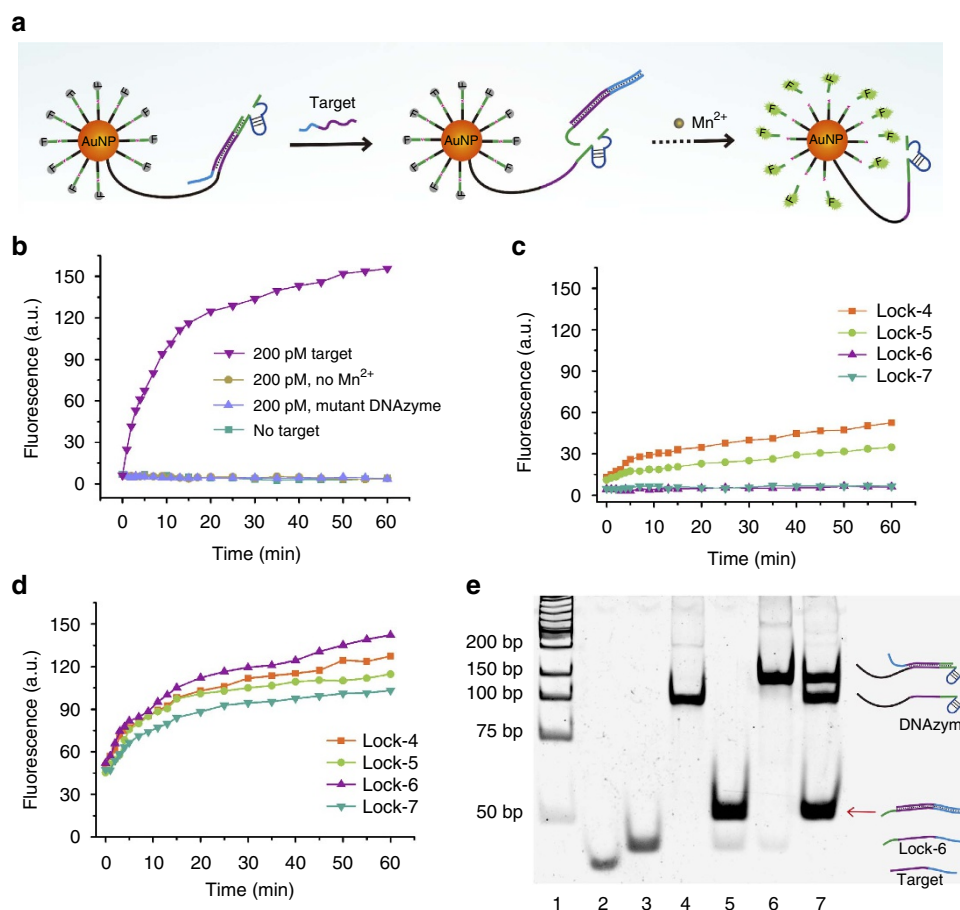 a
F F F F F F F F F F
AuNP
Target
AuNP
Mn2+
AuNP
b
Fluorescence (a.u.)
150
120
90
60
30
0
200 pM target
200 pM, no Mn2+
200 pM, mutant DNAzyme
No target
0 10 20 30 40 50 60
Time (min)
c
Fluorescence (a.u.)
150
120
90
60
30
0
Lock-4
Lock-5
Lock-6
Lock-7
0 10 20 30 40 50 60
Time (min)
d
Fluorescence (a.u.)
150
120
90
60
30
0
Lock-4
Lock-5
Lock-6
Lock-7
0 10 20 30 40 50 60
Time (min)
e
200 bp
150 bp
100 bp
75 bp
50 bp
DNAzym
Lock-6
Target
1 2 3 4 5 6 7